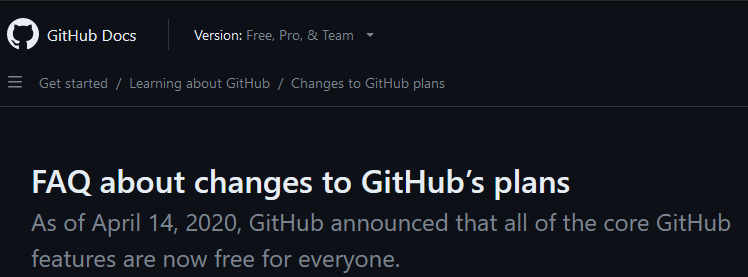 GitHub Docs Version: Free, Pro, & Team
Get started / Learning about GitHub / Changes to GitHub plans
FAQ about changes to GitHub’s plans
As of April 14, 2020, GitHub announced that all of the core GitHub
features are now free for everyone.